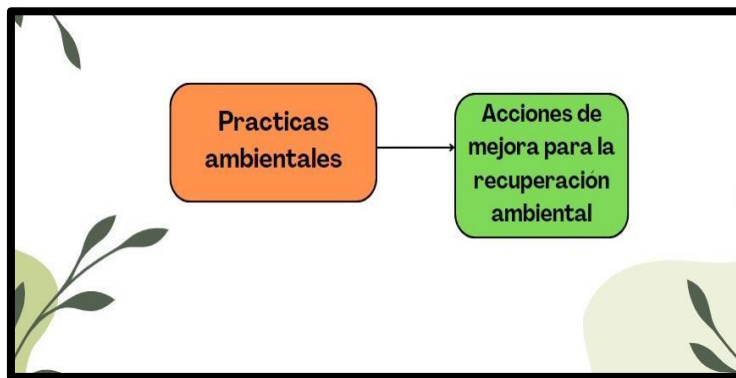 Practicas
ambientales
Acciones de
mejora para la
recuperación
ambiental